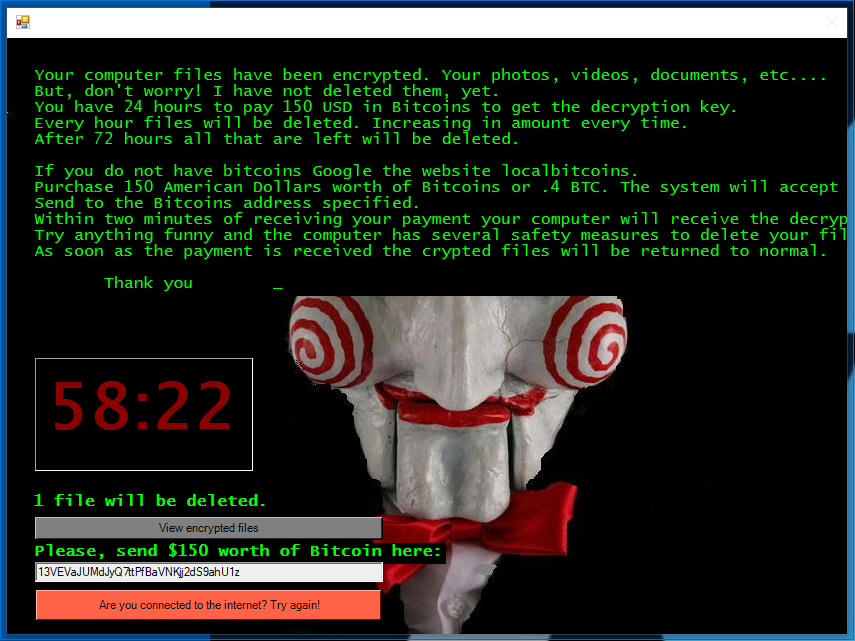 Your computer files have been encrypted. Your photos, videos, documents, etc....
But, don't worry! I have not deleted them, yet.
You have 24 hours to pay 150 USD in Bitcoins to get the decryption key.
Every hour files will be deleted. Increasing in amount every time.
After 72 hours all that are left will be deleted.
If you do not have bitcoins Google the website localbitcoins.
Purchase 150 American Dollars worth of Bitcoins or .4 BTC. The system will accept
Send to the Bitcoins address specified.
Within two minutes of receiving your payment your computer will receive the decryp
Try anything funny and the computer has several safety measures to delete your fil
As soon as the payment is received the crypted files will be returned to normal.
Thank you _
58:22
1 file will be deleted.
View encrypted files
Please, send $150 worth of Bitcoin here:
13VEVaJUMdJyQ7ttPfBaVNKjj2dS9ahU1z
Are you connected to the internet? Try again!